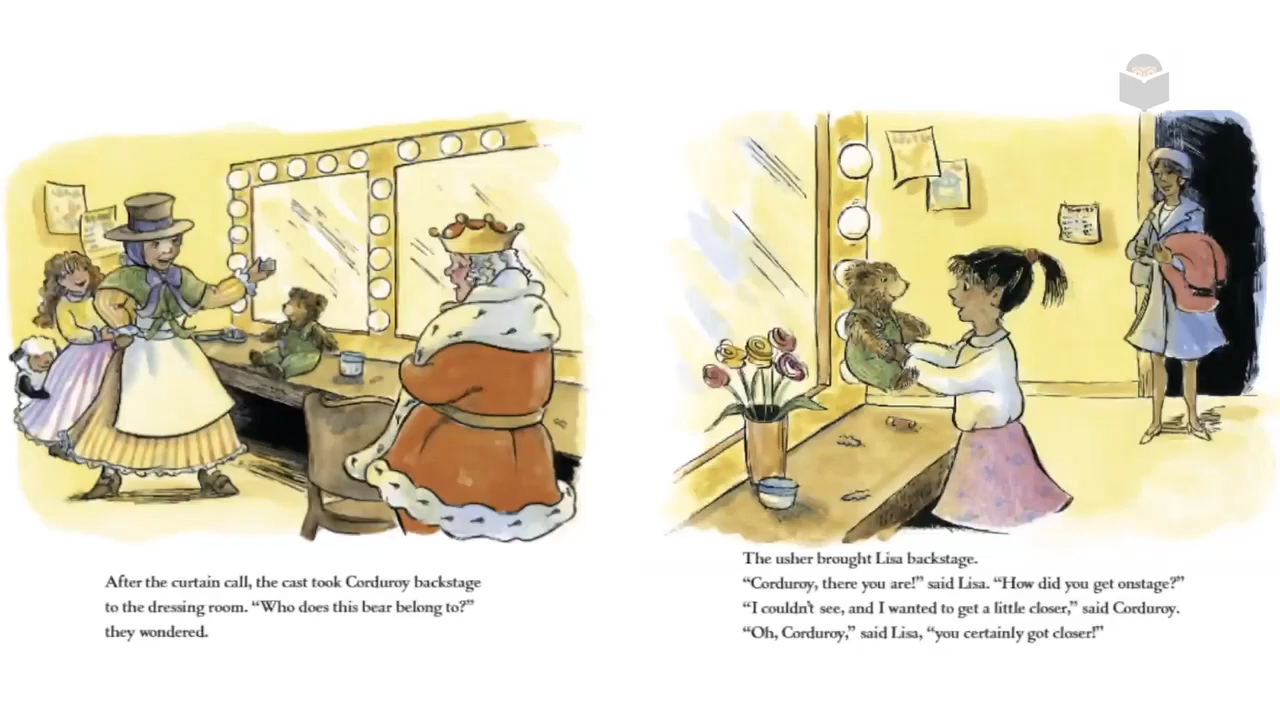 After the curtain call, the cast took Corduroy backstage
to the dressing room. “Who does this bear belong to?”
they wondered.
The usher brought Lisa backstage.
“Corduroy, there you are!” said Lisa. “How did you get onstage?”
“I couldn’t see, and I wanted to get a little closer,” said Corduroy.
“Oh, Corduroy,” said Lisa, “you certainly got closer!”